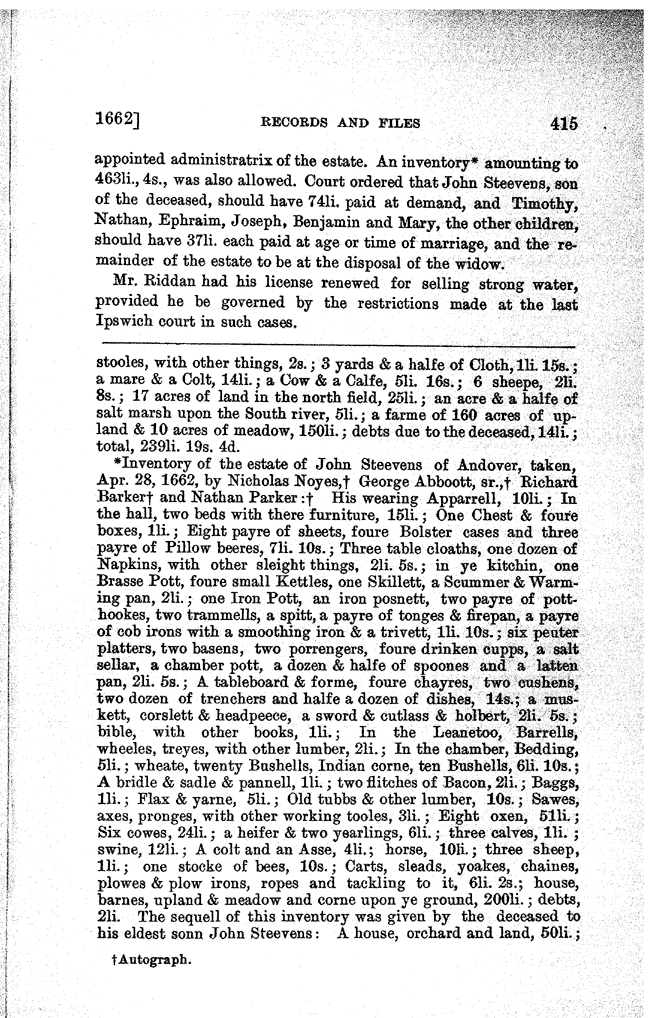 1662] RECORDS AND FILES 415
appointed administratrix of the estate. An inventory* amounting to
463li., 4s., was also allowed. Court ordered that John Steevens, son
of the deceased, should have 74li. paid at demand, and Timothy,
Nathan, Ephraim, Joseph, Benjamin and Mary, the other children,
should have 37li. each paid at age or time of marriage, and the re-
mainder of the estate to be at the disposal of the widow.
Mr. Riddan had his license renewed for selling strong water,
provided he be governed by the restrictions made at the last
Ipswich court in such cases.
stooles, with other things, 2s.; 3 yards & a halfe of Cloth, 1li. 15s.;
a mare & a Colt, 14li.; a Cow & a Calfe, 5li. 16s.; 6 sheepe, 2li.
8s.; 17 acres of land in the north field, 25li.; an acre & a halfe of
salt marsh upon the South river, 5li.; a farme of 160 acres of up-
land & 10 acres of meadow, 150li.; debts due to the deceased, 14li.;
total, 239li. 19s. 4d.
*Inventory of the estate of John Steevens of Andover, taken,
Apr. 28, 1662, by Nicholas Noyes,† George Abboott, sr.,† Richard
Barker† and Nathan Parker:† His wearing Apparrell, 10li.; In
the hall, two beds with there furniture, 15li.; One Chest & foure
boxes, 1li.; Eight payre of sheets, foure Bolster cases and three
payre of Pillow beeres, 7li. 10s.; Three table cloaths, one dozen of
Napkins, with other sleight things, 2li. 5s.; in ye kitchin, one
Brasse Pott, foure small Kettles, one Skillett, a Scummer & Warm-
ing pan, 2li.; one Iron Pott, an iron posnett, two payre of pott-
hookes, two trammells, a spitt, a payre of tonges & firepan, a payre
of cob irons with a smoothing iron & a trivett, 1li. 10s.; six peuter
platters, two basens, two porrengers, foure drinken cupps, a salt
sellar, a chamber pott, a dozen & halfe of spoones and a latten
pan, 2li. 5s.; A tableboard & forme, foure chayres, two cushens,
two dozen of trenchers and halfe a dozen of dishes, 14s.; a mus-
kett, corslett & headpeece, a sword & cutlass & holbert, 2li. 5s.;
bible, with other books, 1li.; In the Leanetoo, Barrells,
wheeles, treyes, with other lumber, 2li.; In the chamber, Bedding,
5li.; wheate, twenty Bushells, Indian corne, ten Bushells, 6li. 10s.;
A bridle & sadle & pannell, 1li.; two flitches of Bacon, 2li.; Baggs,
1li.; Flax & yarne, 5li.; Old tubbs & other lumber, 10s.; Sawes,
axes, pronges, with other working tooles, 3li.; Eight oxen, 51li.;
Six cowes, 24li.; a heifer & two yearlings, 6li.; three calves, 1li. ;
swine, 12li.; A colt and an Asse, 4li.; horse, 10li.; three sheep,
1li.; one stocke of bees, 10s.; Carts, sleads, yoakes, chaines,
plowes & plow irons, ropes and tackling to it, 6li. 2s.; house,
barnes, upland & meadow and corne upon ye ground, 200li.; debts,
2li. The sequell of this inventory was given by the deceased to
his eldest sonn John Steevens: A house, orchard and land, 50li.;
†Autograph.